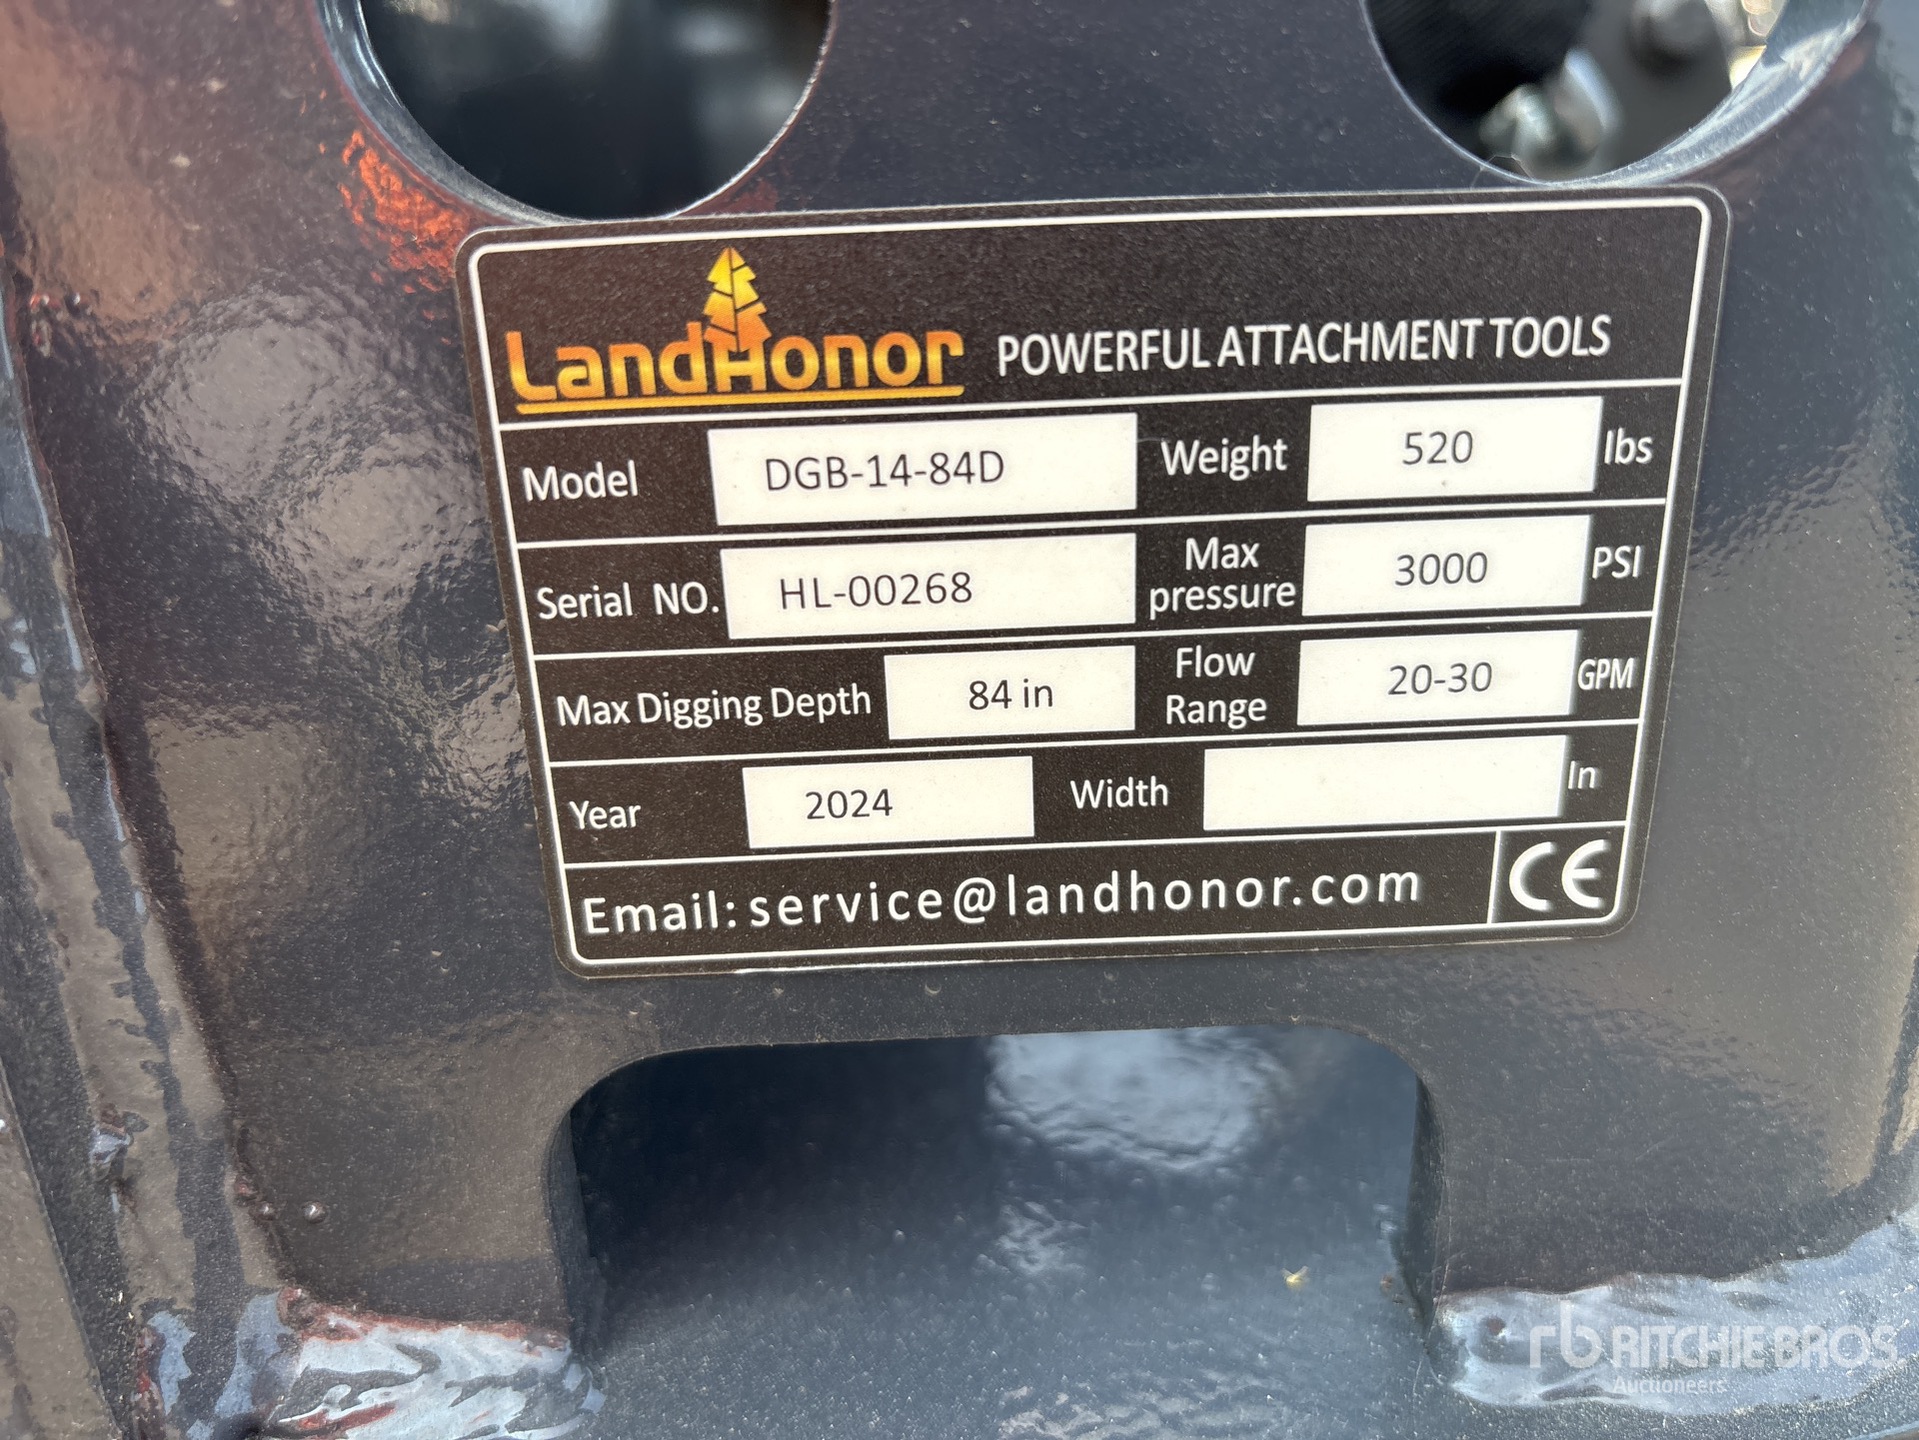 LandHonor POWERFUL ATTACHMENT TOOLS
Model DGB-14-84D Weight 520 lbs
Serial NO. HL-00268 Max pressure 3000 PSI
Max Digging Depth 84 in Flow Range 20-30 GPM
Year 2024 Width In
Email: service@landhonor.com CE
rb RITCHIE BROS.
Auctioneers